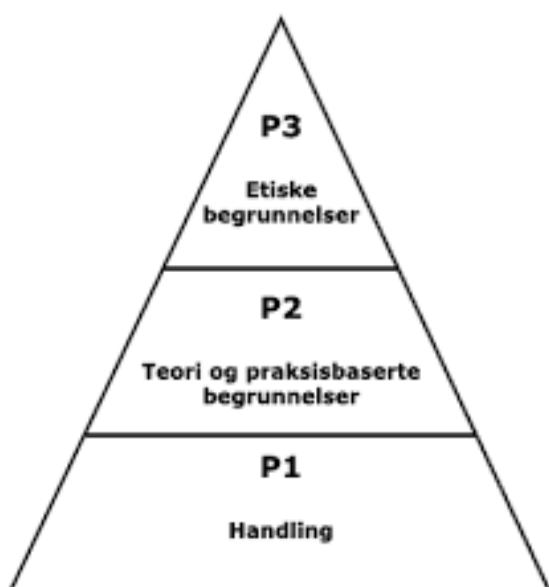 P3
Etiske
begrunnelser
P2
Teori og praksisbaserte
begrunnelser
P1
Handling